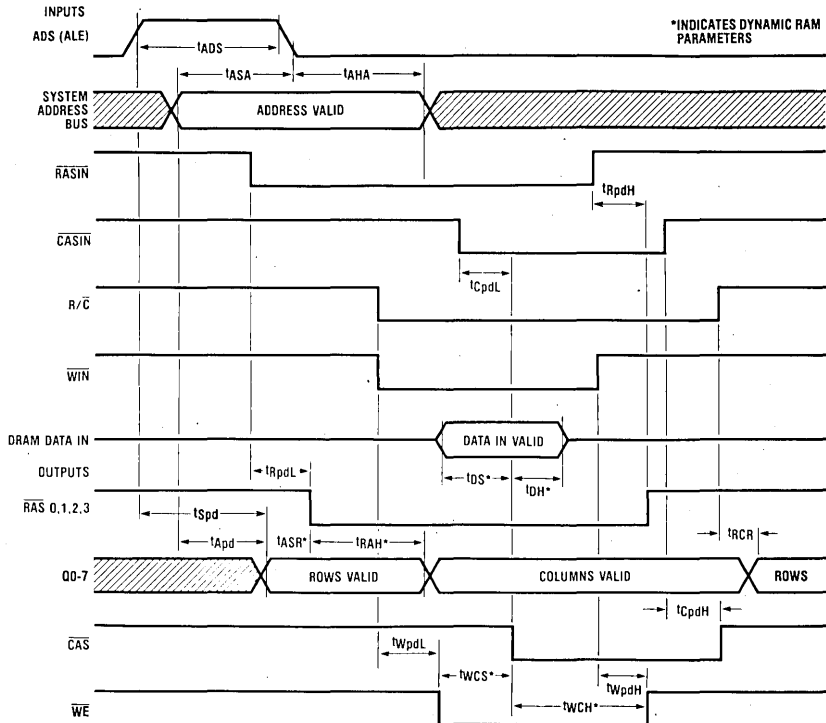 INPUTS
ADS (ALE)
*INDICATES DYNAMIC RAM
PARAMETERS
tADS
tASA
tAHA
SYSTEM
ADDRESS
BUS
ADDRESS VALID
RASIN
tRpdH
CASIN
tCpdL
R/C
WIN
DRAM DATA IN
DATA IN VALID
OUTPUTS
tRpdL
tDS*
tDH*
RAS 0,1,2,3
tSpd
tApd
tASR*
tRAH*
tRCR
Q0-7
ROWS VALID
COLUMNS VALID
ROWS
tCpdH
CAS
tWpdL
tWCS*
tWpdH
tWCH*
WE